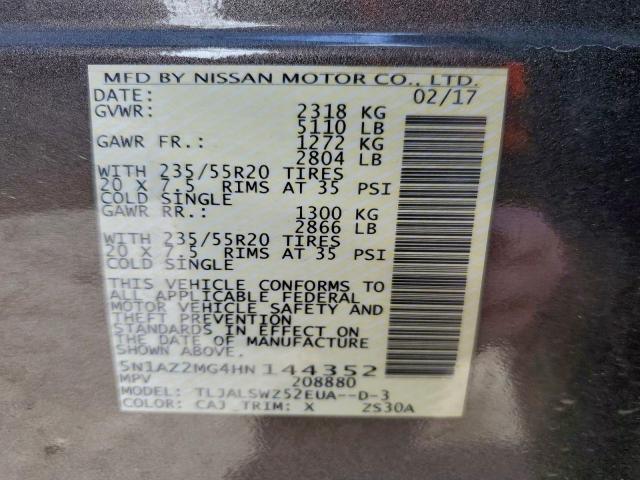 MFD BY NISSAN MOTOR CO., LTD.
DATE: 02/17
GVWR: 2318 KG
5110 LB
GAWR FR.: 1272 KG
2804 LB
WITH 235/55R20 TIRES
20 X 7.5 RIMS AT 35 PSI
COLD SINGLE
GAWR RR.: 1300 KG
2866 LB
WITH 235/55R20 TIRES
20 X 7.5 RIMS AT 35 PSI
COLD SINGLE
THIS VEHICLE CONFORMS TO
ALL APPLICABLE FEDERAL
MOTOR VEHICLE SAFETY AND
THEFT PREVENTION
STANDARDS IN EFFECT ON
THE DATE OF MANUFACTURE
SHOWN ABOVE.
5N1AZ2MG4HN144352
MPV 208880
MODEL: TLJALSWZ52EUA--D-3
COLOR: CAJ TRIM: X ZS30A